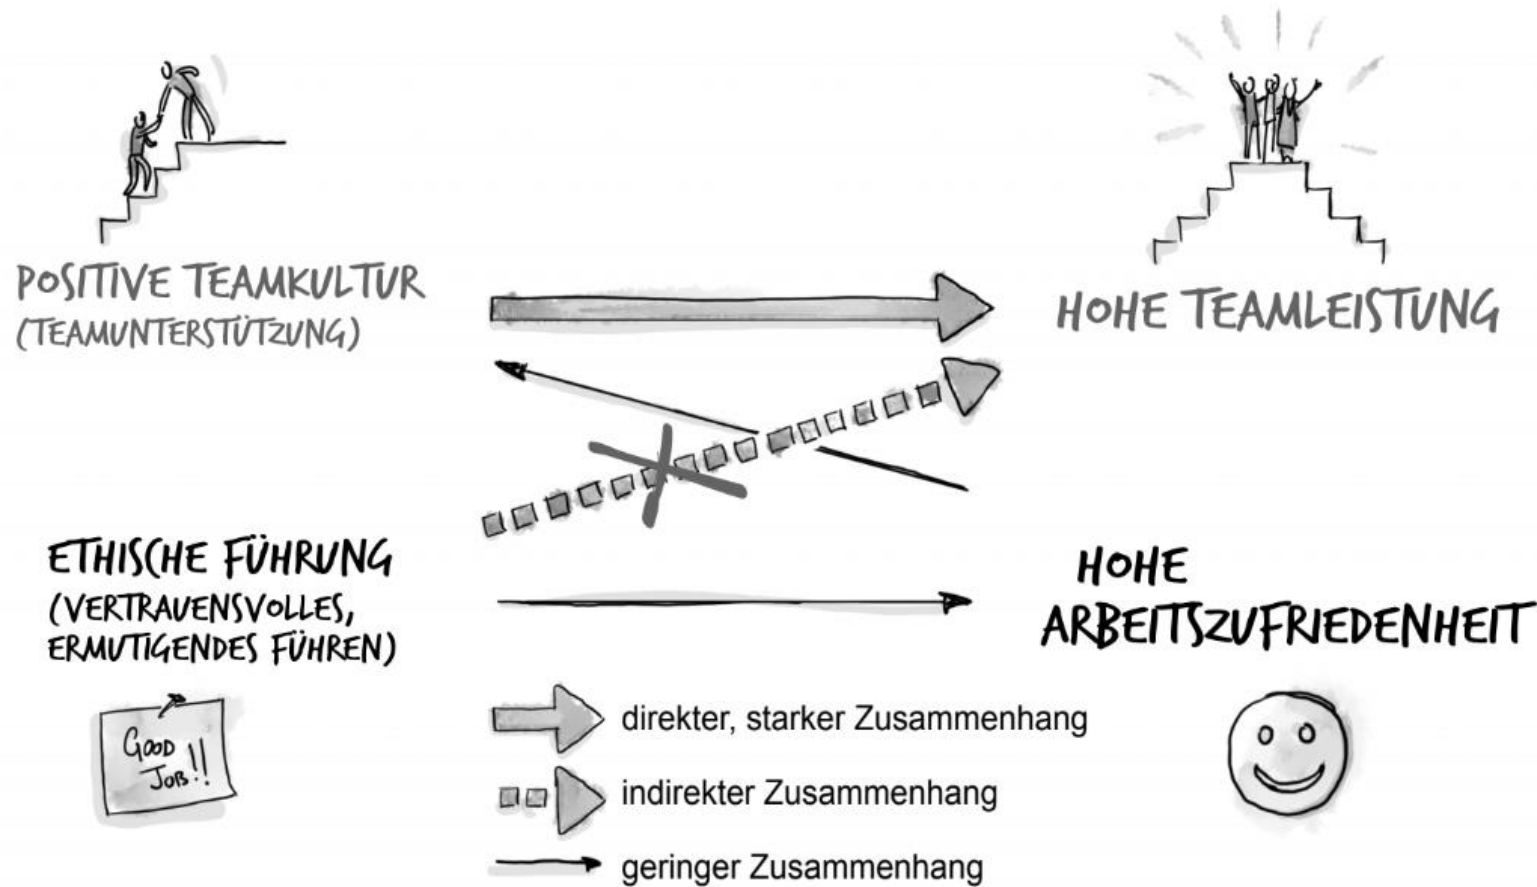 POSITIVE TEAMKULTUR
(TEAMUNTERSTÜTZUNG)
HOHE TEAMLEISTUNG
ETHISCHE FÜHRUNG
(VERTRAUENSVOLLES,
ERMUTIGENDES FÜHREN)
HOHE
ARBEITSZUFRIEDENHEIT
GOOD
JOB!!
direkter, starker Zusammenhang
indirekter Zusammenhang
geringer Zusammenhang